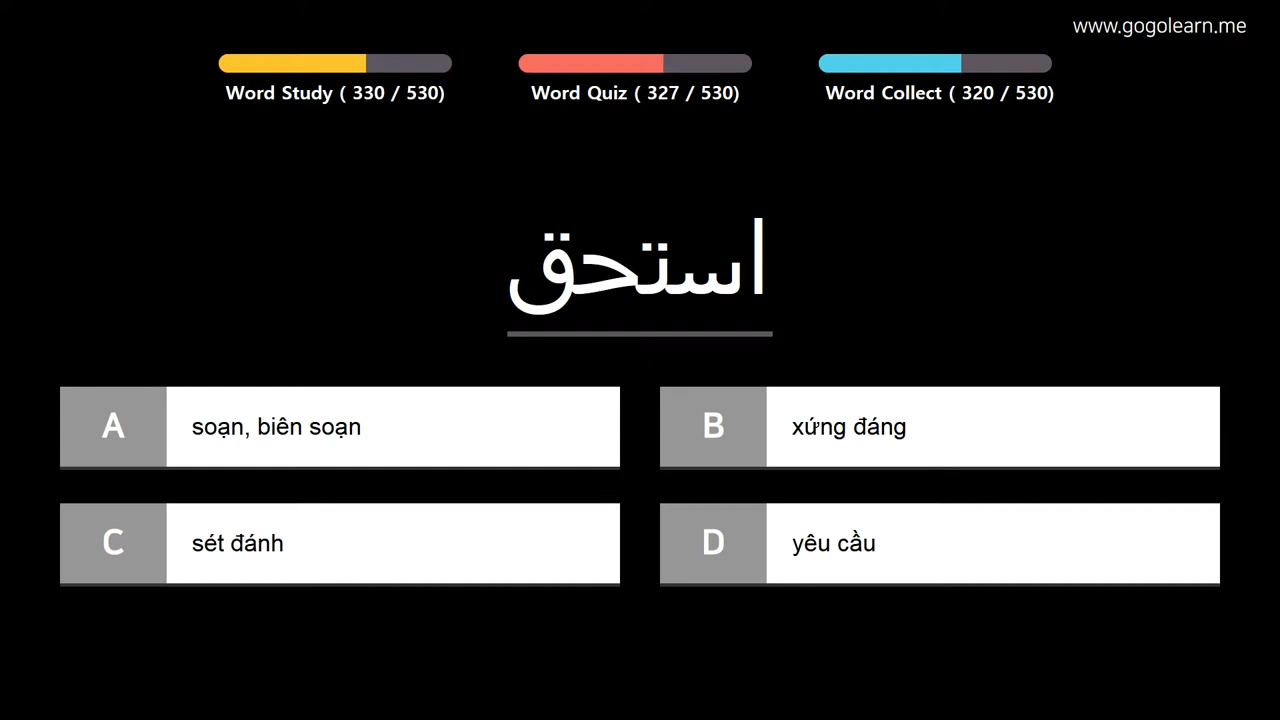 www.gogolearn.me
Word Study ( 330 / 530)
Word Quiz ( 327 / 530)
Word Collect ( 320 / 530)
استحق
A soạn, biên soạn
B xứng đáng
C sét đánh
D yêu cầu